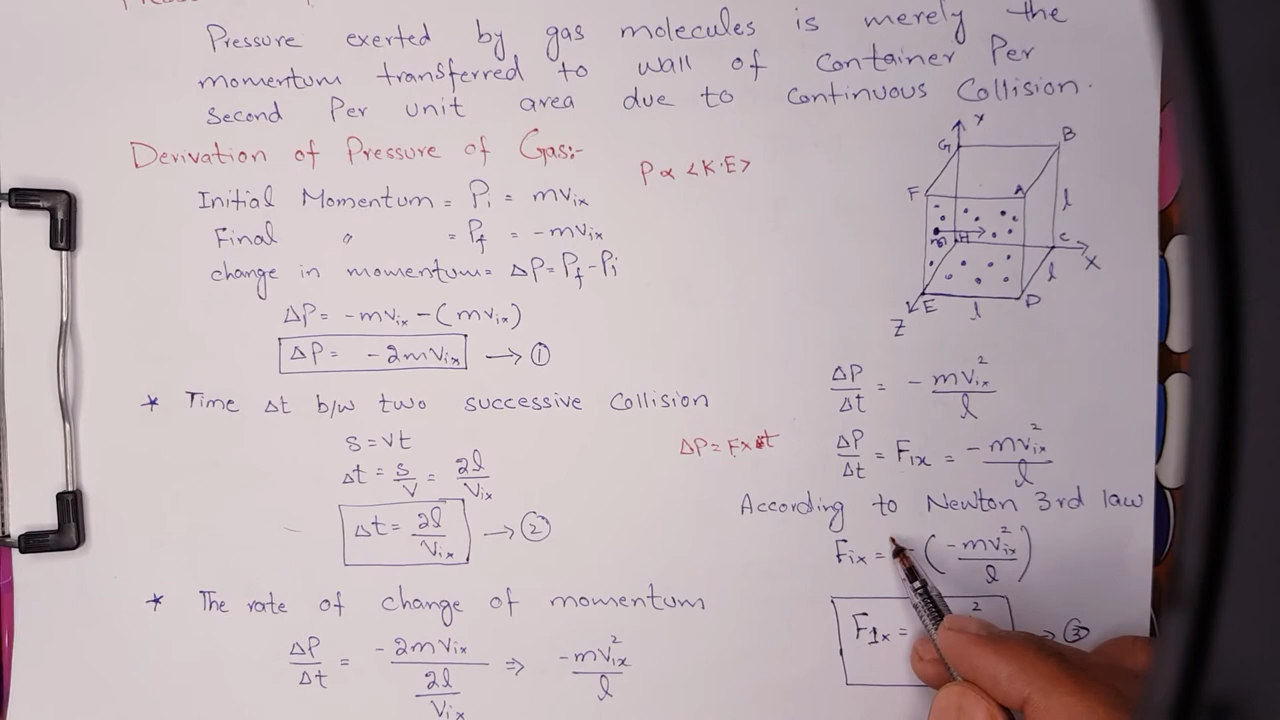 Pressure exerted by gas molecules is merely the
momentum transferred to wall of container Per
second Per unit area due to continuous Collision.
Derivation of Pressure of Gas:-
P ∝ <K.E>
Initial Momentum = Pi = mvix
Final 〃 = Pf = -mvix
change in momentum = ΔP = Pf - Pi
ΔP = -mvix - (mvix)
ΔP = -2mvix → ①
* Time Δt b/w two successive Collision
s = vt
Δt = s/v = 2l/vix
Δt = 2l/vix → ②
* The rate of change of momentum
ΔP/Δt = -2mvix / (2l/vix) ⇒ -mvix²/l
Y
G B
F A l
m H C X
l
E l D
Z
ΔP/Δt = -mvix²/l
ΔP = F×t
ΔP/Δt = Fix = -mvix²/l
According to Newton 3rd law
Fix = (-mvix²/l)
F1x = ² → ③